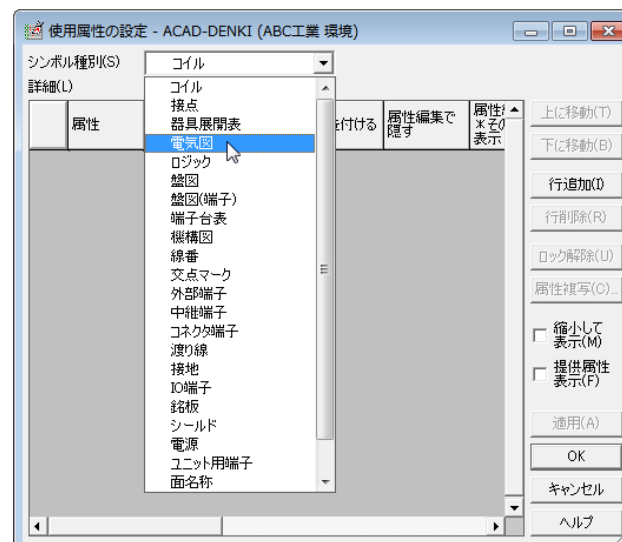 使用属性の設定 - ACAD-DENKI (ABC工業 環境)
シンボル種別(S)
コイル
詳細(L)
属性
を付ける
属性編集で
隠す
表示
コイル
接点
器具展開表
電気図
ロジック
盤図
盤図(端子)
端子台表
機構図
線番
交点マーク
外部端子
中継端子
コネクタ端子
渡り線
接地
IO端子
銘板
シールド
電源
ユニット用端子
面名称
上に移動(T)
下に移動(B)
行追加(I)
行削除(R)
ロック解除(U)
属性複写(C)...
縮小して
表示(M)
提供属性
表示(F)
適用(A)
OK
キャンセル
ヘルプ